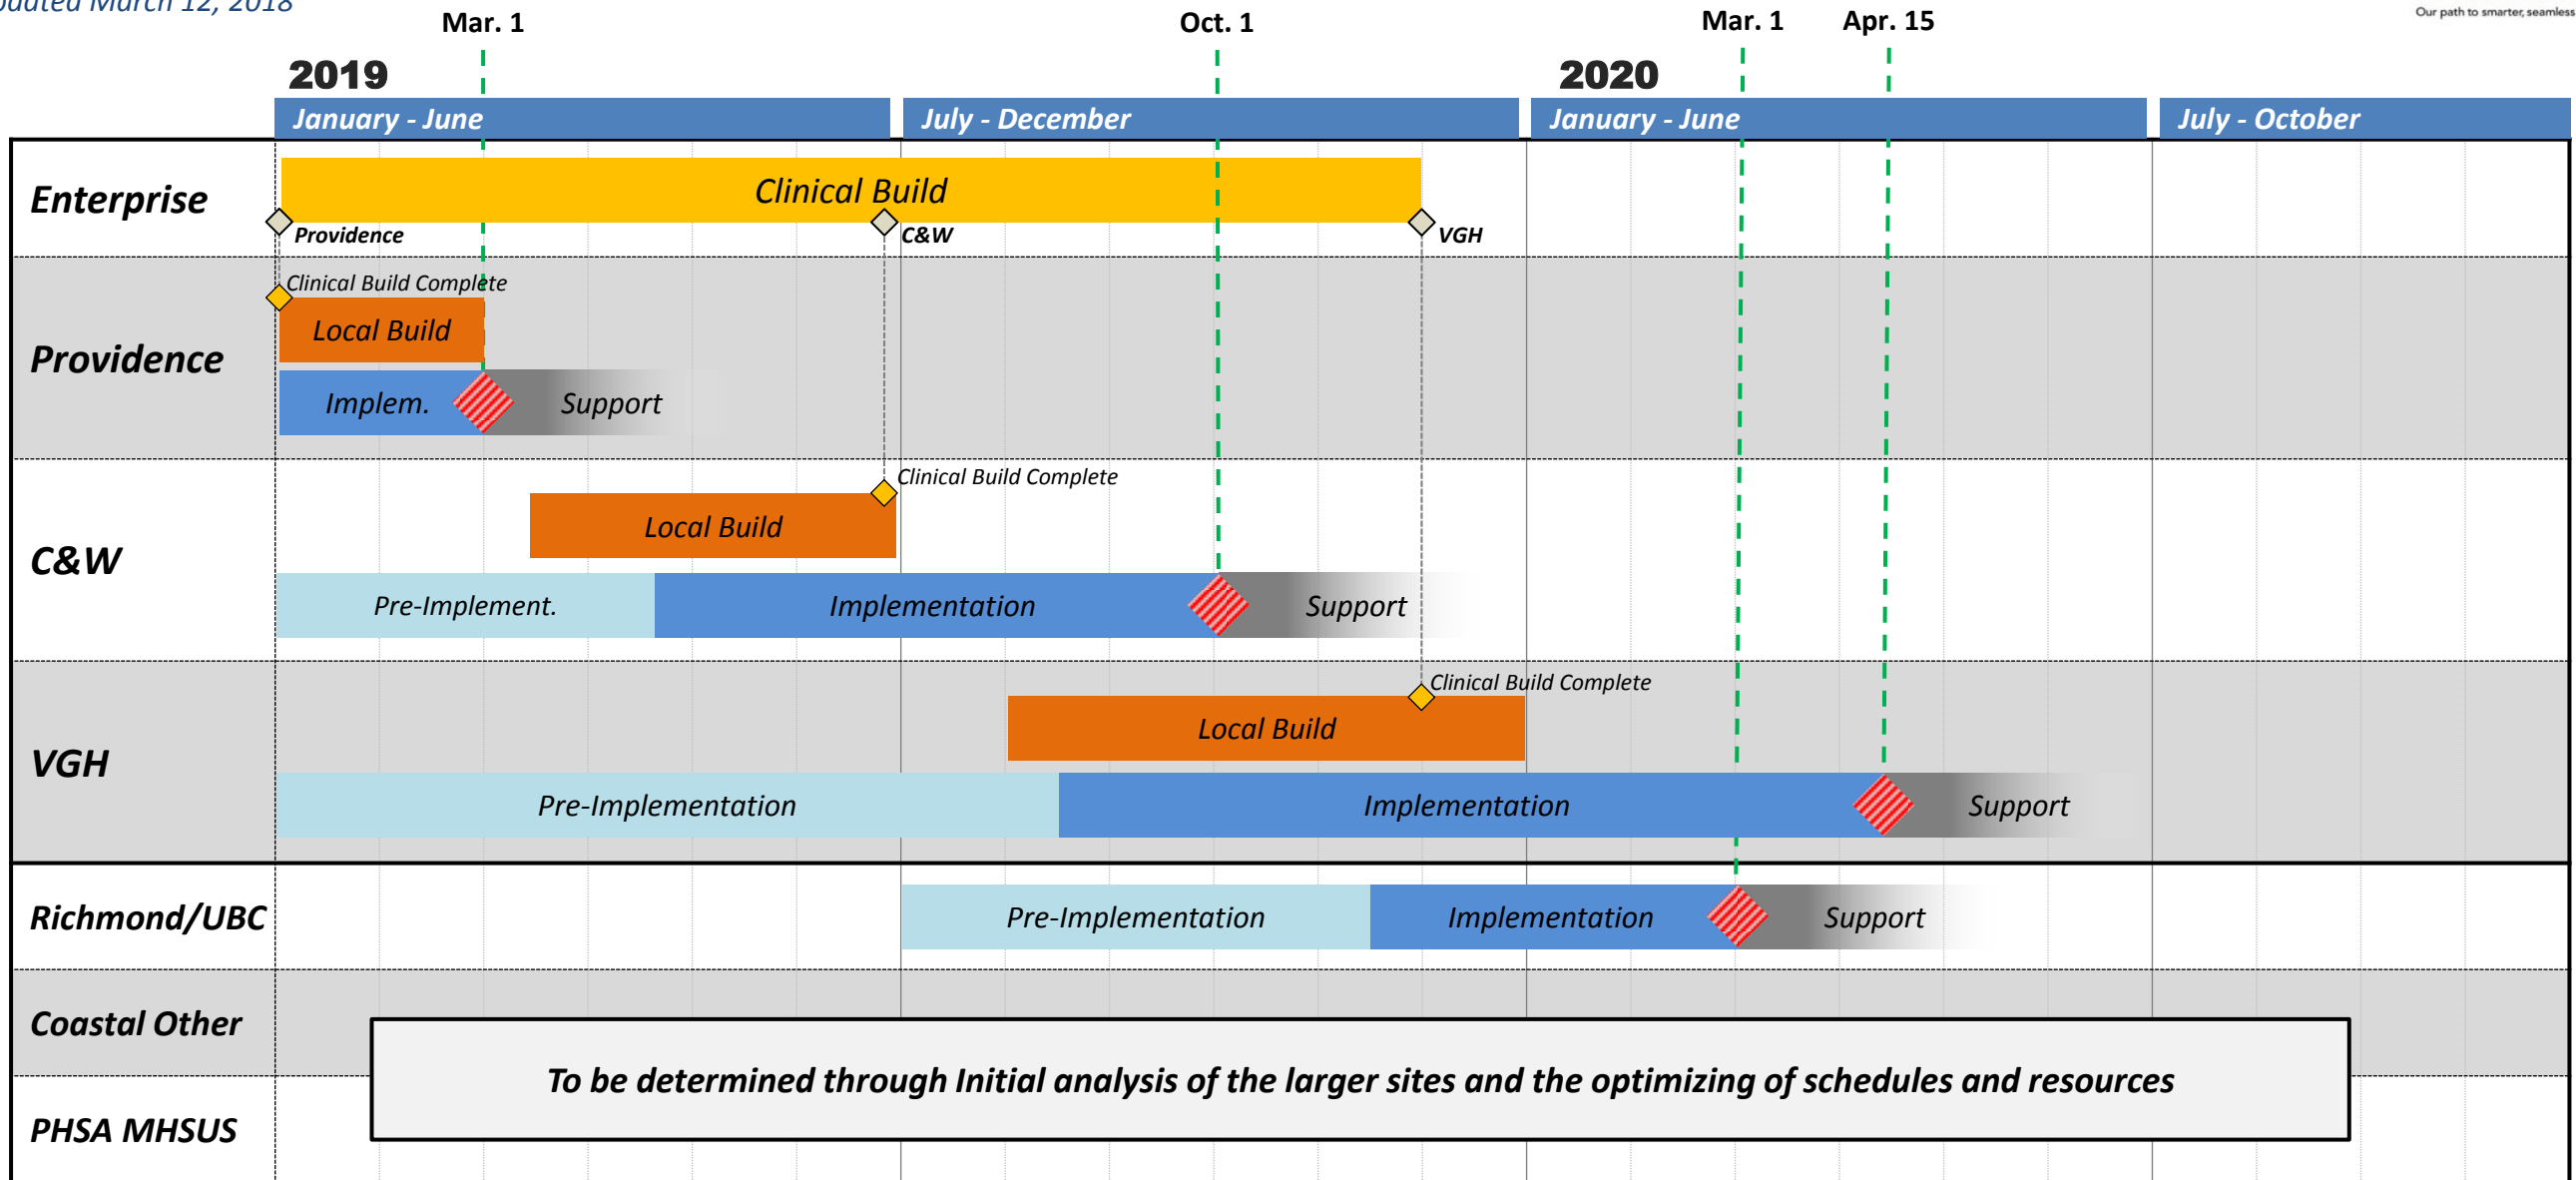 pdated March 12, 2018
Our path to smarter, seamless
Mar. 1
Oct. 1
Mar. 1
Apr. 15
2019
2020
January - June
July - December
January - June
July - October
Enterprise
Clinical Build
Providence
C&W
VGH
Providence
Clinical Build Complete
Local Build
Implem.
Support
C&W
Clinical Build Complete
Local Build
Pre-Implement.
Implementation
Support
VGH
Clinical Build Complete
Local Build
Pre-Implementation
Implementation
Support
Richmond/UBC
Pre-Implementation
Implementation
Support
Coastal Other
To be determined through Initial analysis of the larger sites and the optimizing of schedules and resources
PHSA MHSUS